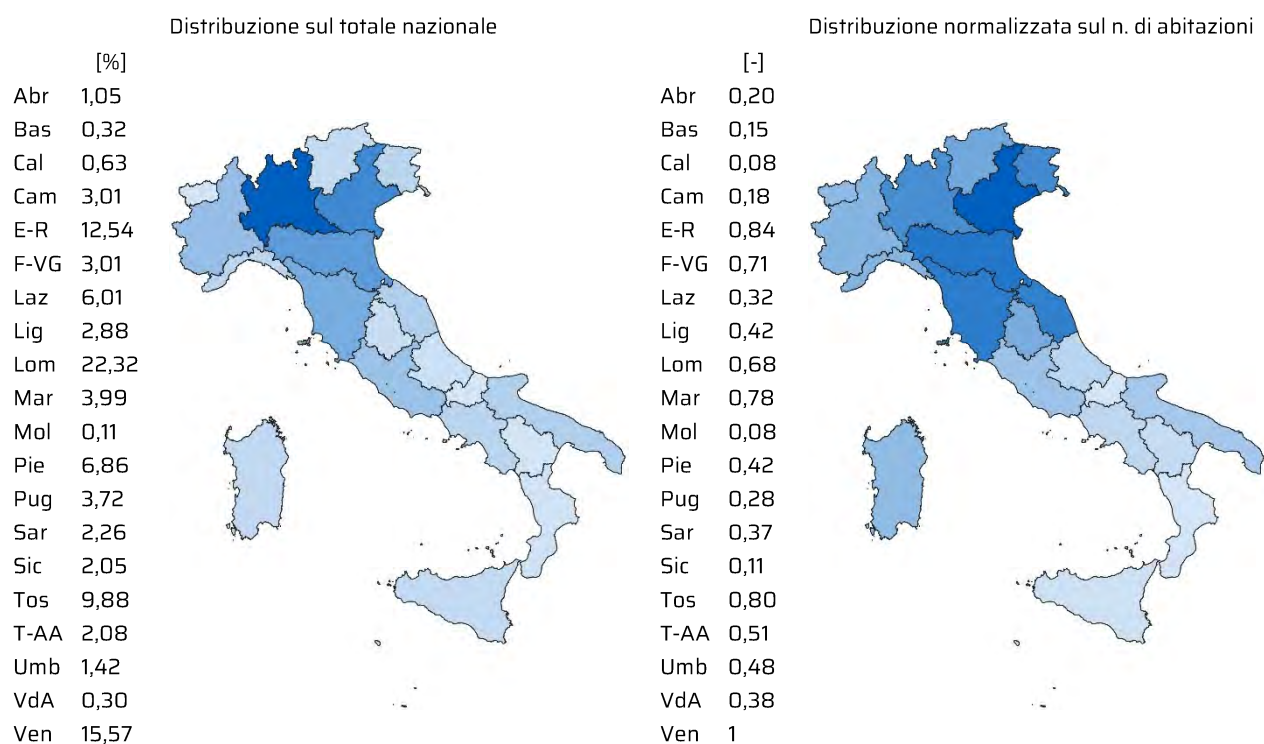 Distribuzione sul totale nazionale
[%]
Abr 1,05
Bas 0,32
Cal 0,63
Cam 3,01
E-R 12,54
F-VG 3,01
Laz 6,01
Lig 2,88
Lom 22,32
Mar 3,99
Mol 0,11
Pie 6,86
Pug 3,72
Sar 2,26
Sic 2,05
Tos 9,88
T-AA 2,08
Umb 1,42
VdA 0,30
Ven 15,57
Distribuzione normalizzata sul n. di abitazioni
[-]
Abr 0,20
Bas 0,15
Cal 0,08
Cam 0,18
E-R 0,84
F-VG 0,71
Laz 0,32
Lig 0,42
Lom 0,68
Mar 0,78
Mol 0,08
Pie 0,42
Pug 0,28
Sar 0,37
Sic 0,11
Tos 0,80
T-AA 0,51
Umb 0,48
VdA 0,38
Ven 1